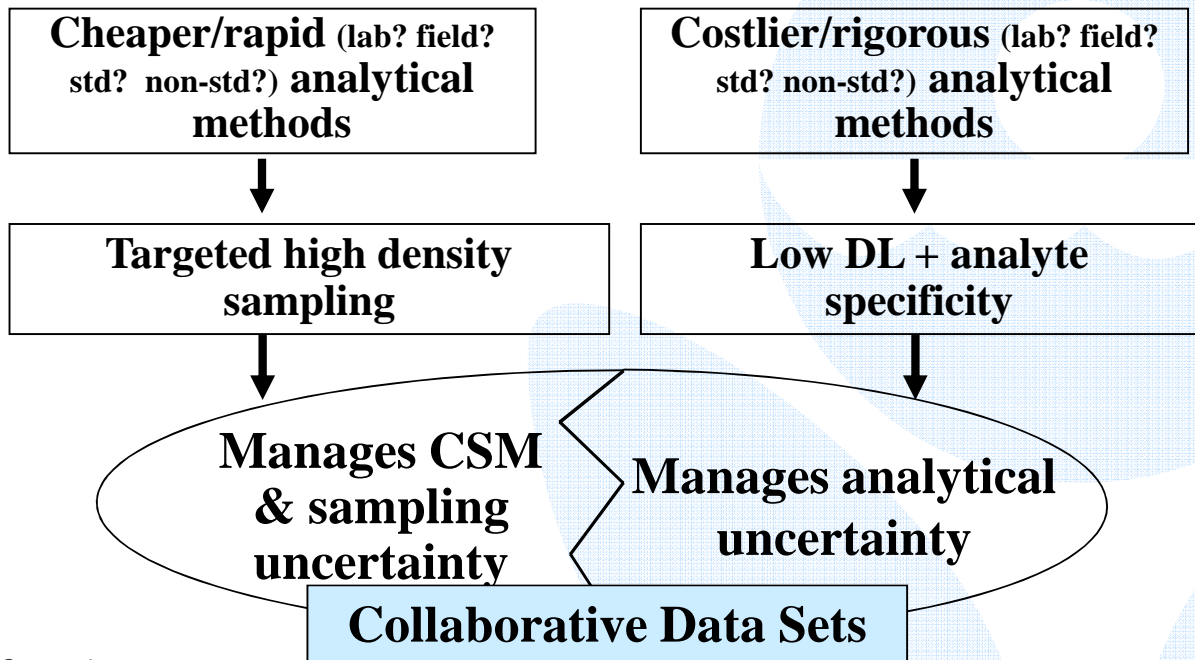 Cheaper/rapid (lab? field?
std? non-std?) analytical
methods
Costlier/rigorous (lab? field?
std? non-std?) analytical
methods
Targeted high density
sampling
Low DL + analyte
specificity
Manages CSM
& sampling
uncertainty
Manages analytical
uncertainty
Collaborative Data Sets